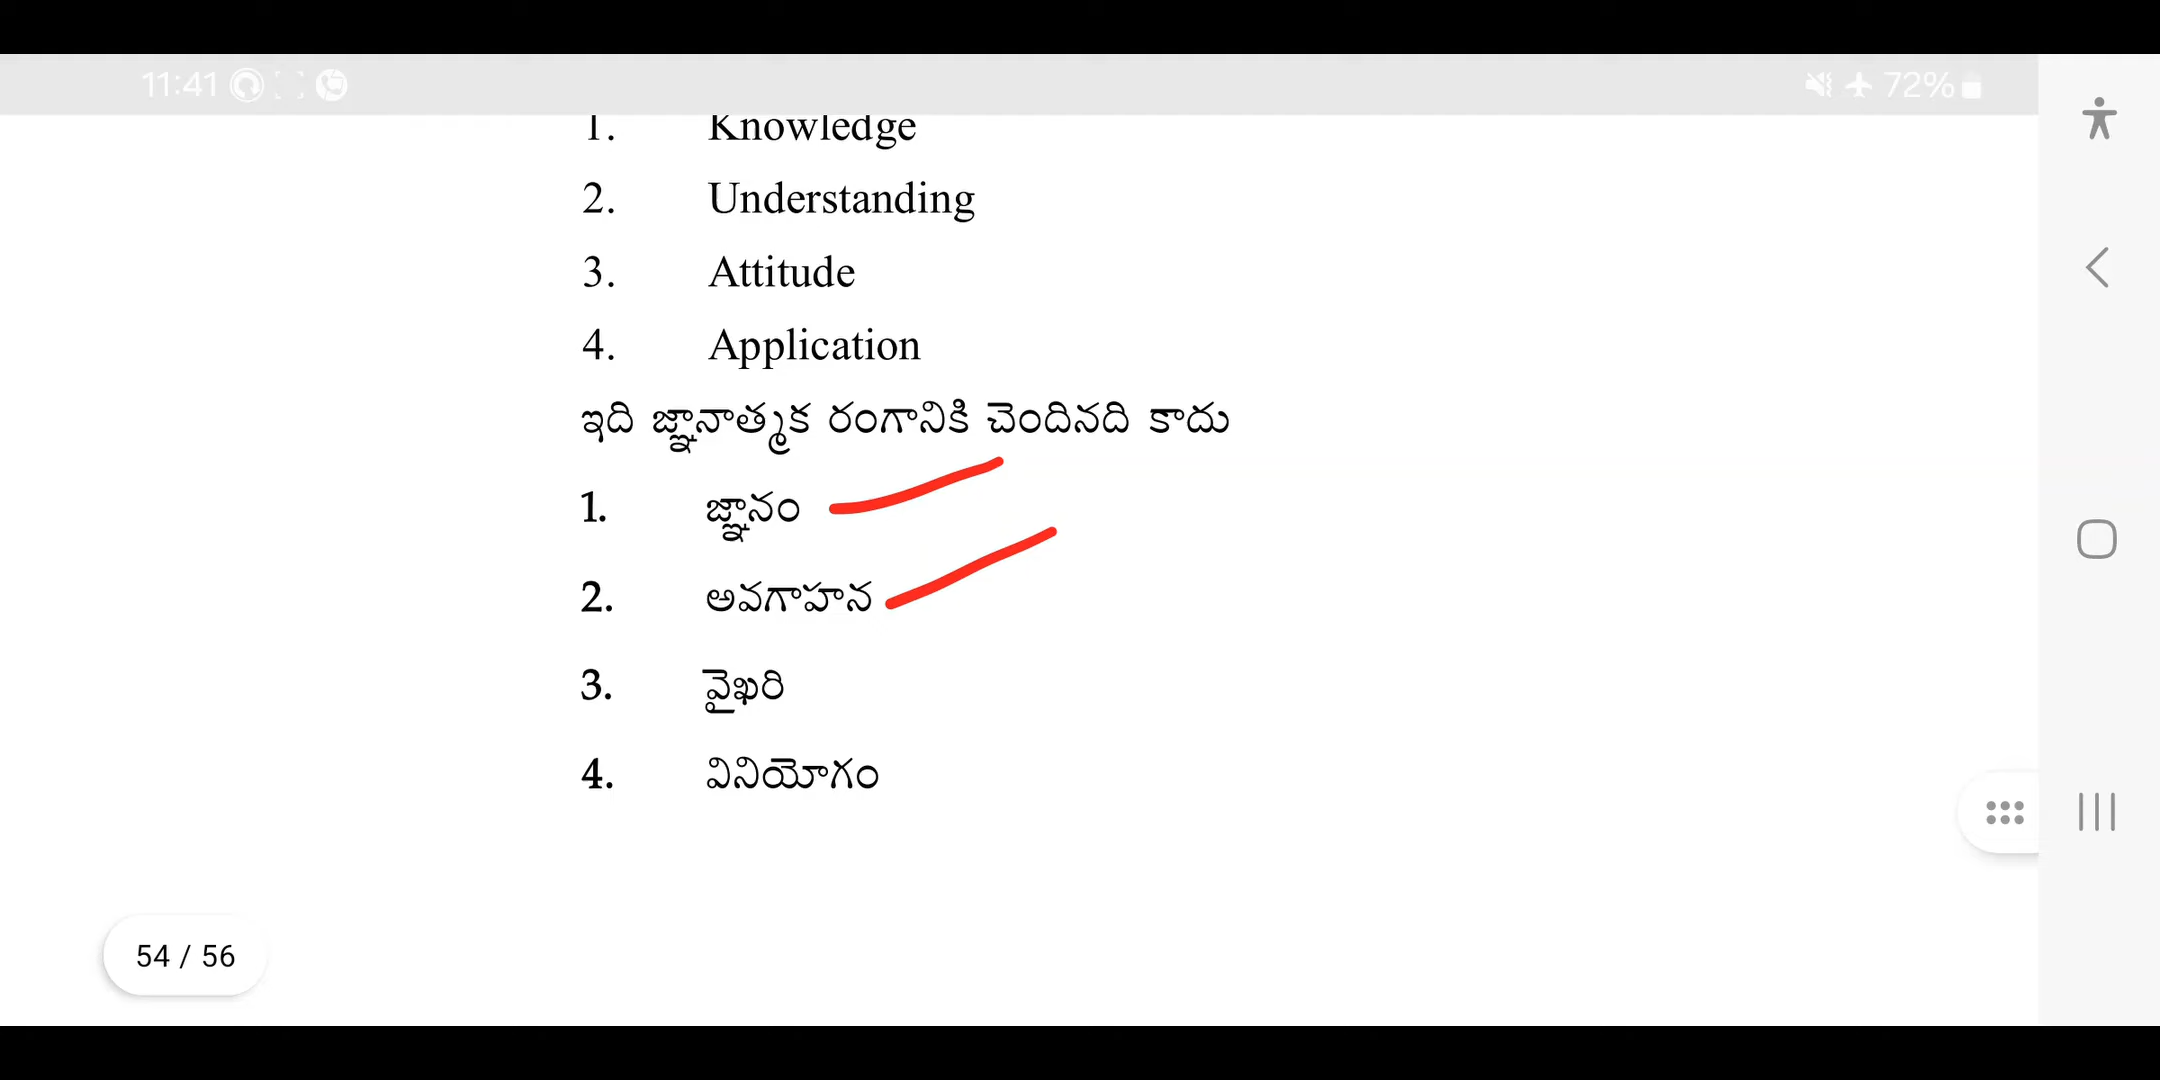 11:41 72%
1. Knowledge
2. Understanding
3. Attitude
4. Application
ఇది జ్ఞానాత్మక రంగానికి చెందినది కాదు
1. జ్ఞానం
2. అవగాహన
3. వైఖరి
4. వినియోగం
54 / 56